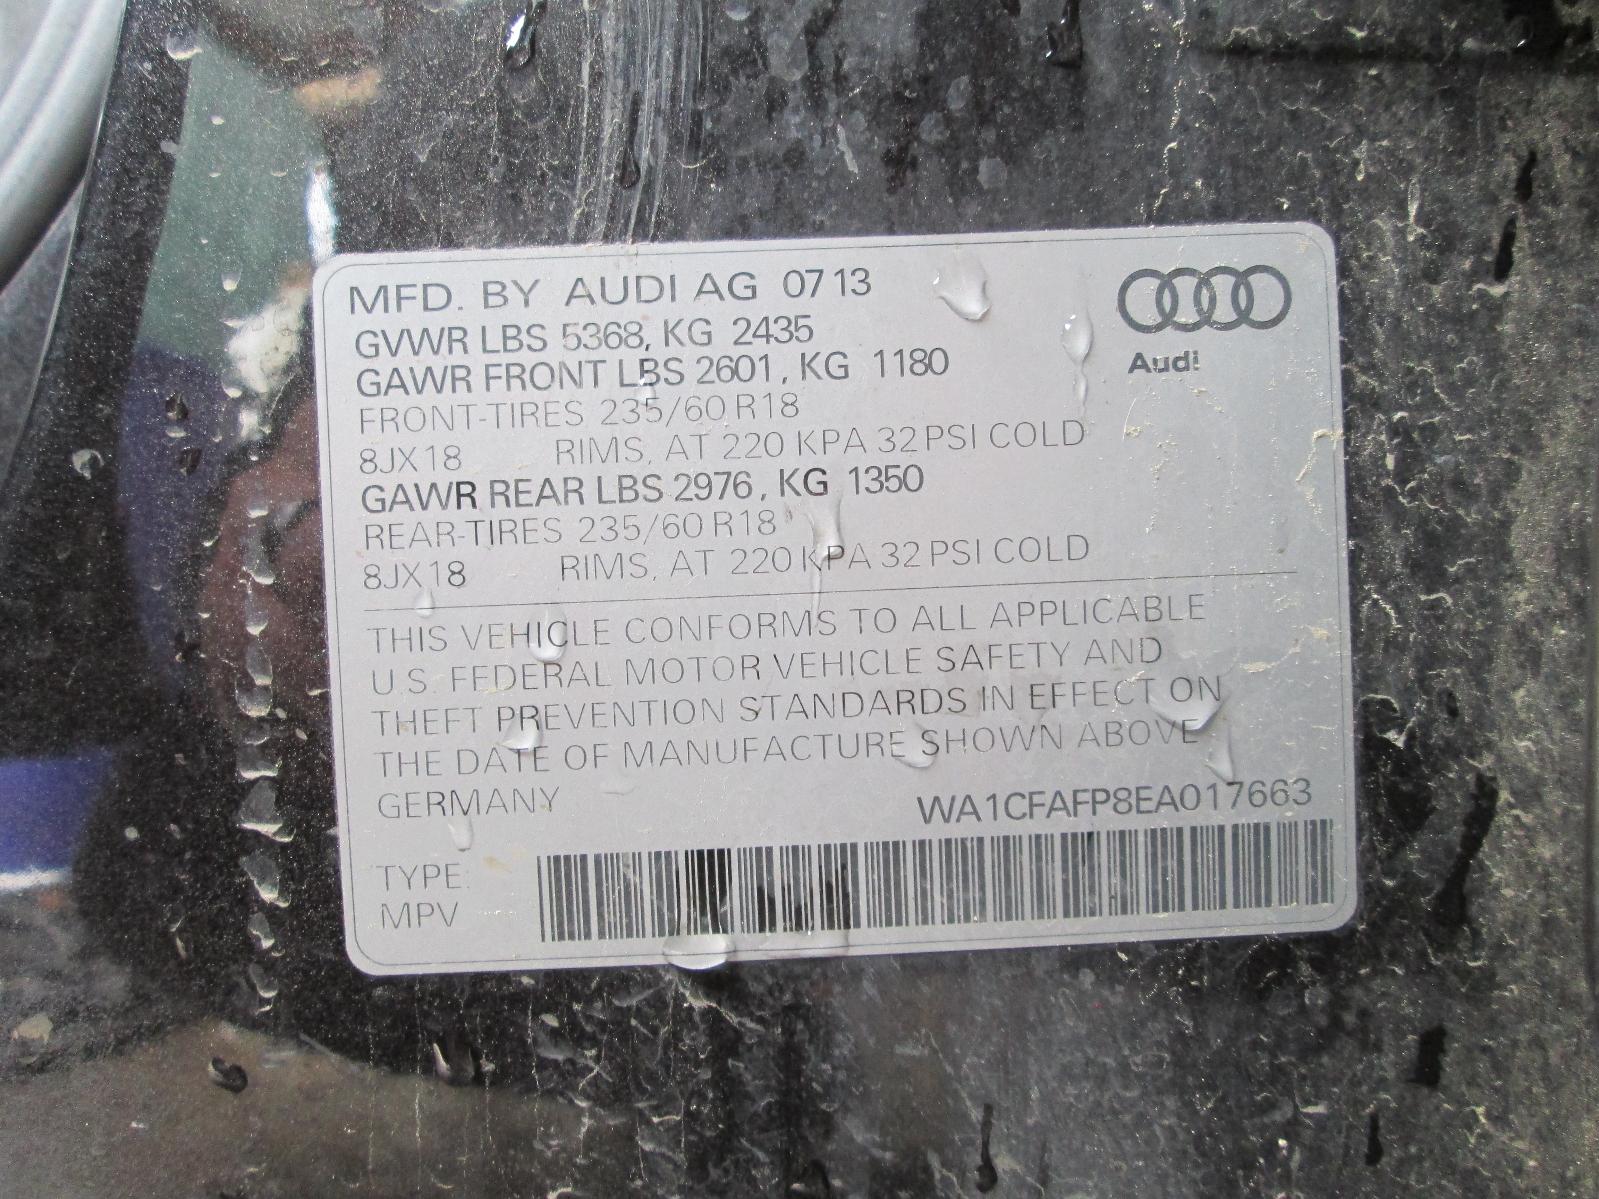 MFD. BY AUDI AG 07 13
GVWR LBS 5368, KG 2435
GAWR FRONT LBS 2601, KG 1180
FRONT-TIRES 235/60 R18
8JX18 RIMS, AT 220 KPA 32 PSI COLD
GAWR REAR LBS 2976, KG 1350
REAR-TIRES 235/60 R18
8JX18 RIMS, AT 220 KPA 32 PSI COLD
Audi
THIS VEHICLE CONFORMS TO ALL APPLICABLE
U.S. FEDERAL MOTOR VEHICLE SAFETY AND
THEFT PREVENTION STANDARDS IN EFFECT ON
THE DATE OF MANUFACTURE SHOWN ABOVE
GERMANY WA1CFAFP8EA017663
TYPE:
MPV